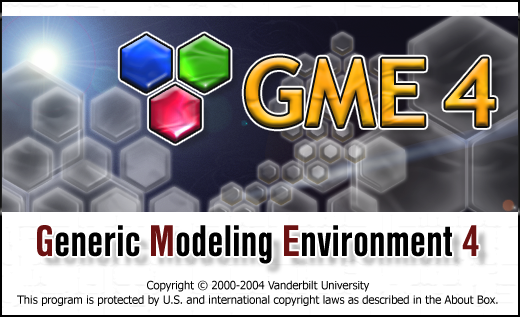 GME 4
Generic Modeling Environment 4
Copyright © 2000-2004 Vanderbilt University
This program is protected by U.S. and international copyright laws as described in the About Box.